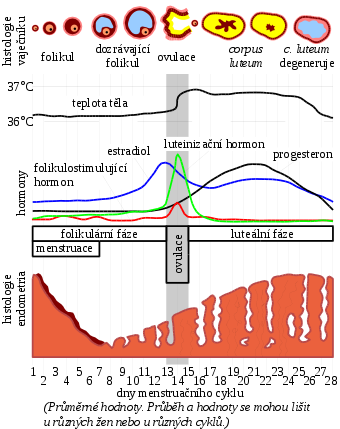 histologie
vaječníku
folikul
dozrávající
folikul
ovulace
corpus
luteum
c. luteum
degeneruje
37°C
teplota těla
36°C
luteinizační hormon
estradiol
progesteron
folikulostimulující
hormon
hormony
folikulární fáze
luteální fáze
menstruace
ovulace
histologie
endometria
1 3 5 7 9 11 13 15 17 19 21 23 25 27
2 4 6 8 10 12 14 16 18 20 22 24 26 28
dny menstruačního cyklu
(Průměrné hodnoty. Průběh a hodnoty se mohou lišit
u různých žen nebo u různých cyklů.)